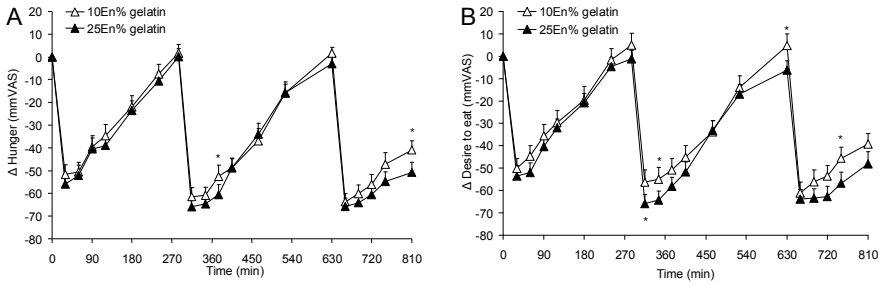 A
10En% gelatin
25En% gelatin
Δ Hunger (mmVAS)
20
10
0
-10
-20
-30
-40
-50
-60
-70
-80
*
*
0 90 180 270 360 450 540 630 720 810
Time (min)
B
10En% gelatin
25En% gelatin
Δ Desire to eat (mmVAS)
20
10
0
-10
-20
-30
-40
-50
-60
-70
-80
*
*
*
*
0 90 180 270 360 450 540 630 720 810
Time (min)